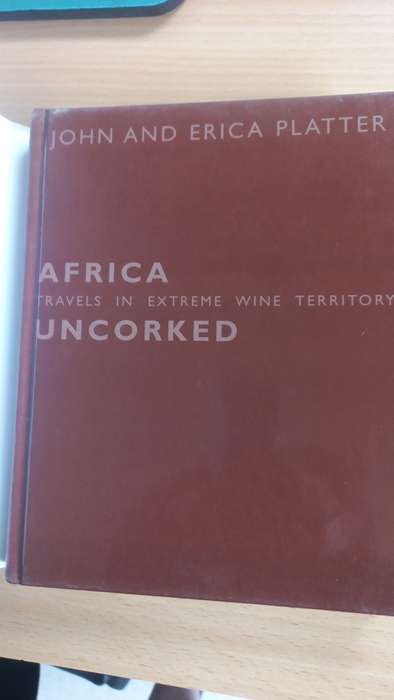 JOHN AND ERICA PLATTER
AFRICA
TRAVELS IN EXTREME WINE TERRITORY
UNCORKED